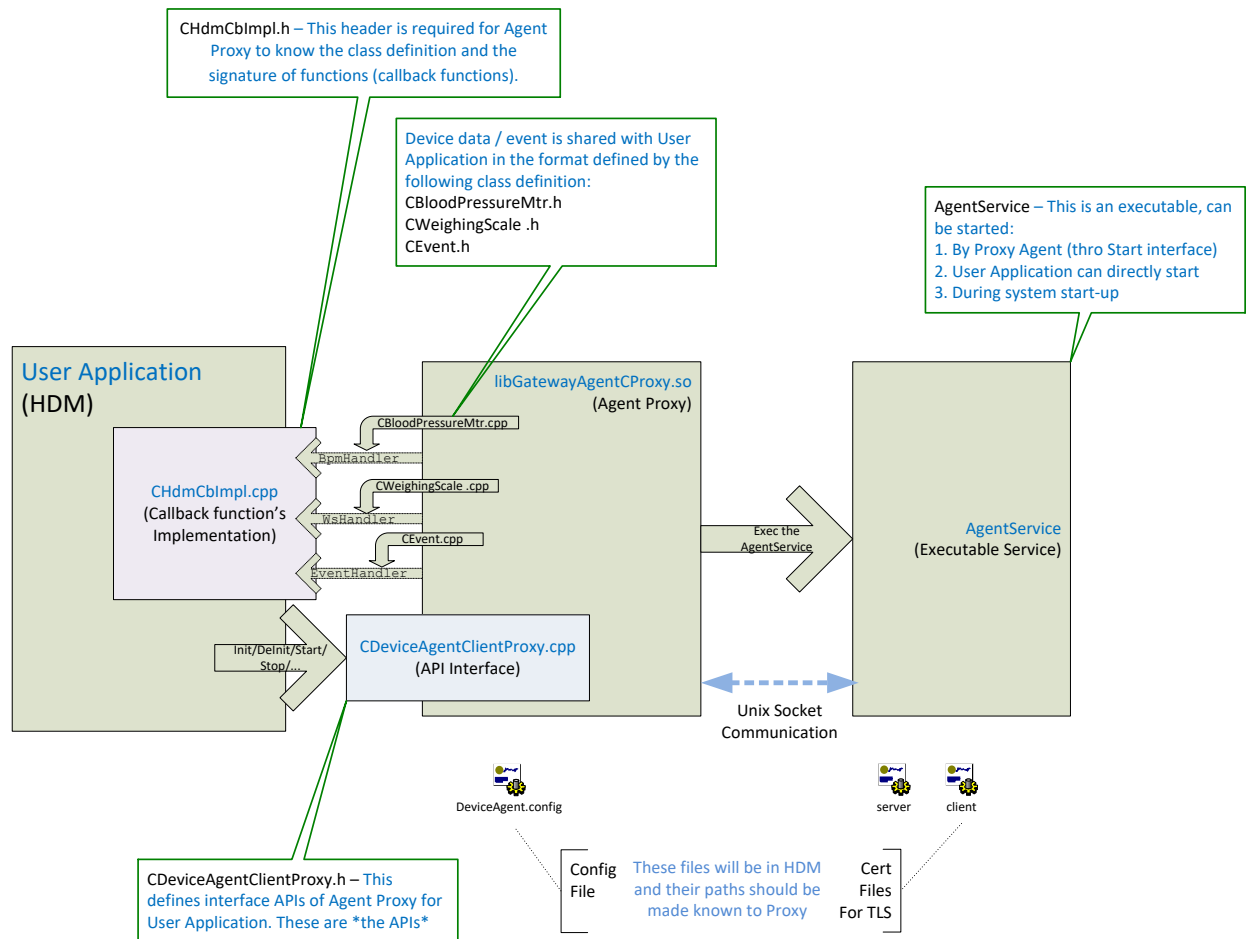 CHdmCbImpl.h – This header is required for Agent
Proxy to know the class definition and the
signature of functions (callback functions).
Device data / event is shared with User
Application in the format defined by the
following class definition:
CBloodPressureMtr.h
CWeighingScale .h
CEvent.h
AgentService – This is an executable, can
be started:
1. By Proxy Agent (thro Start interface)
2. User Application can directly start
3. During system start-up
User Application
(HDM)
libGatewayAgentCProxy.so
(Agent Proxy)
CBloodPressureMtr.cpp
BpmHandler
CWeighingScale .cpp
WsHandler
CEvent.cpp
EventHandler
CHdmCbImpl.cpp
(Callback function’s
Implementation)
Exec the
AgentService
AgentService
(Executable Service)
Init/DeInit/Start/
Stop/...
CDeviceAgentClientProxy.cpp
(API Interface)
Unix Socket
Communication
DeviceAgent.config
server
client
Config
File
These files will be in HDM
and their paths should be
made known to Proxy
Cert
Files
For TLS
CDeviceAgentClientProxy.h – This
defines interface APIs of Agent Proxy for
User Application. These are *the APIs*